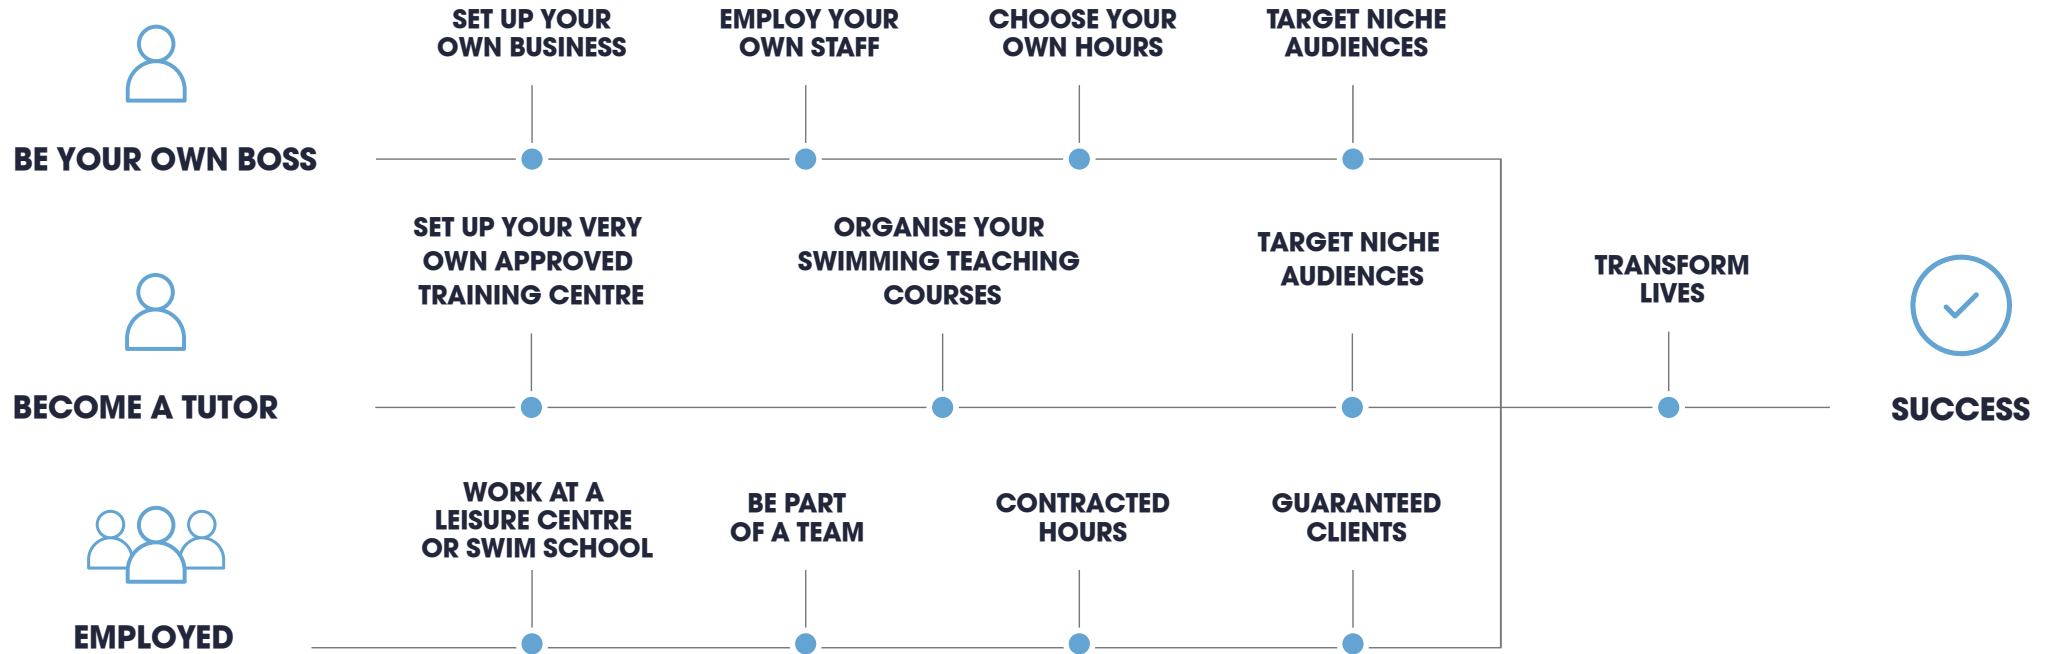 SET UP YOUR
OWN BUSINESS
EMPLOY YOUR
OWN STAFF
CHOOSE YOUR
OWN HOURS
TARGET NICHE
AUDIENCES
BE YOUR OWN BOSS
SET UP YOUR VERY
OWN APPROVED
TRAINING CENTRE
ORGANISE YOUR
SWIMMING TEACHING
COURSES
TARGET NICHE
AUDIENCES
TRANSFORM
LIVES
BECOME A TUTOR
SUCCESS
WORK AT A
LEISURE CENTRE
OR SWIM SCHOOL
BE PART
OF A TEAM
CONTRACTED
HOURS
GUARANTEED
CLIENTS
EMPLOYED